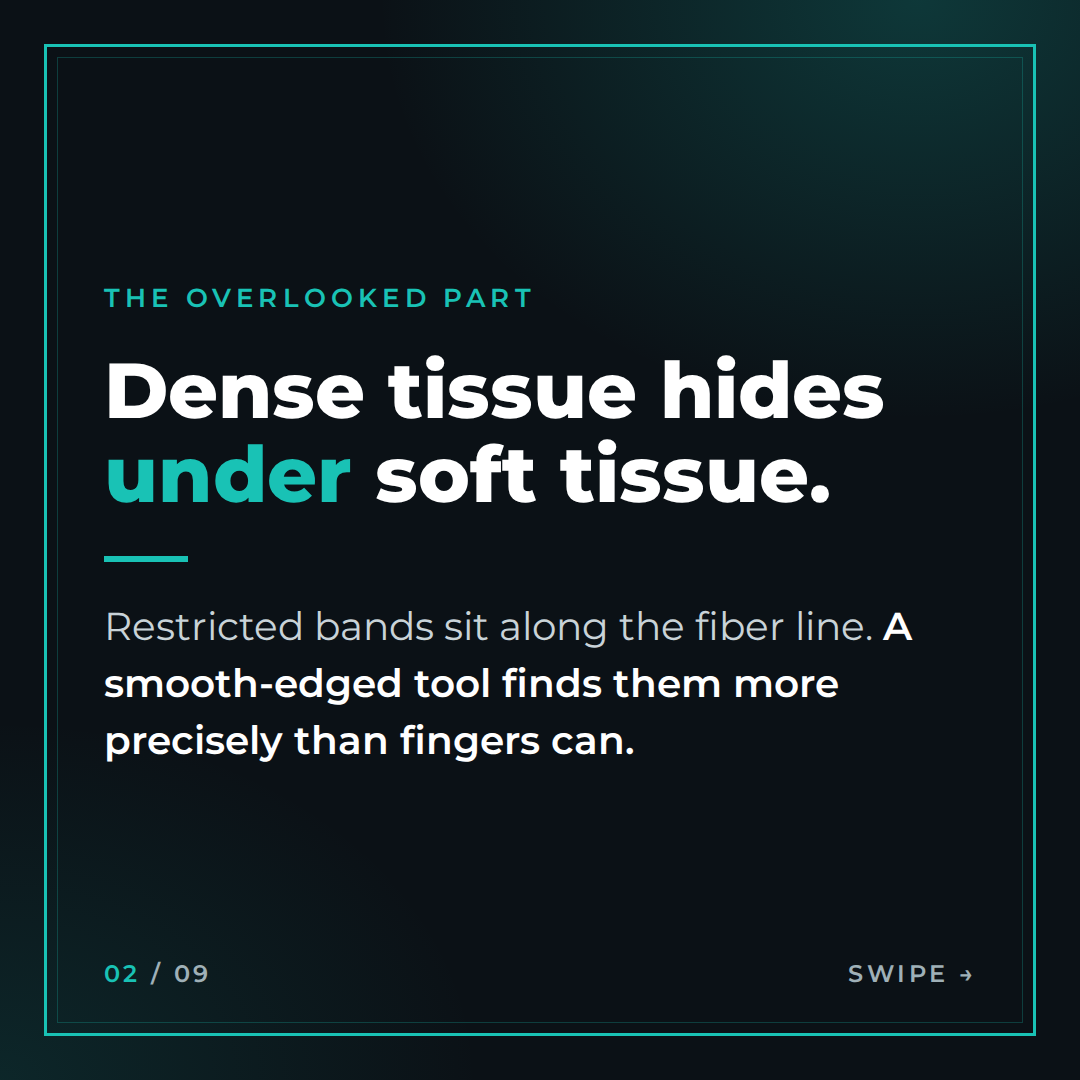 THE OVERLOOKED PART
Dense tissue hides
under soft tissue.
Restricted bands sit along the fiber line. A
smooth-edged tool finds them more
precisely than fingers can.
02 / 09
SWIPE →